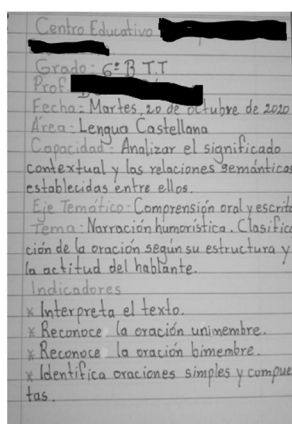 Centro Educativo
Grado: 6º B T.T
Prof.
Fecha: Martes, 20 de octubre de 2020
Área: Lengua Castellana
Capacidad: Analizar el significado
contextual y las relaciones semánticas
establecidas entre ellos.
Eje Temático: Comprensión oral y escrita
Tema: Narración humorística. Clasifica
ción de la oración según su estructura y
la actitud del hablante.
Indicadores
x Interpreta el texto.
x Reconoce la oración unimembre.
x Reconoce la oración bimembre.
x Identifica oraciones simples y compues
tas.